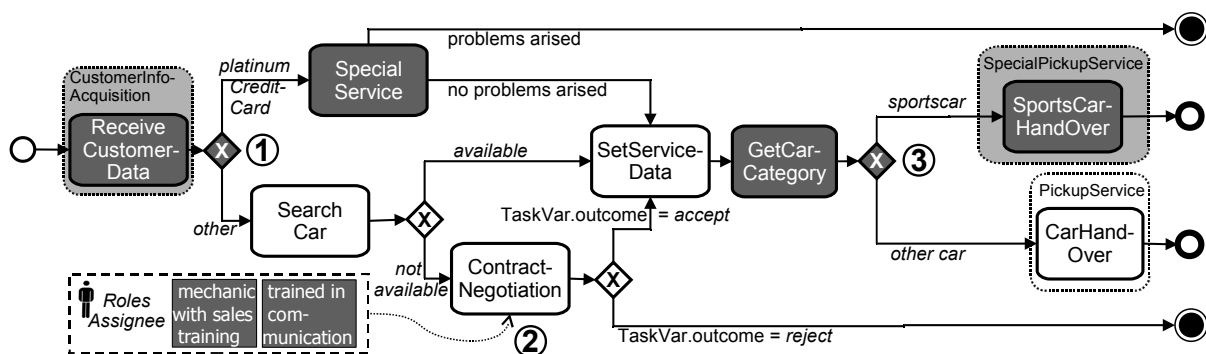 problems arised
CustomerInfo-
Acquisition
Receive
Customer-
Data
X
1
platinum
Credit-
Card
Special
Service
no problems arised
other
Search
Car
X
available
not
available
Contract-
Negotiation
2
Roles
Assignee
mechanic
with sales
training
trained in
com-
munication
SetService-
Data
TaskVar.outcome = accept
X
TaskVar.outcome = reject
GetCar-
Category
X
3
sportscar
SpecialPickupService
SportsCar-
HandOver
other car
PickupService
CarHand-
Over